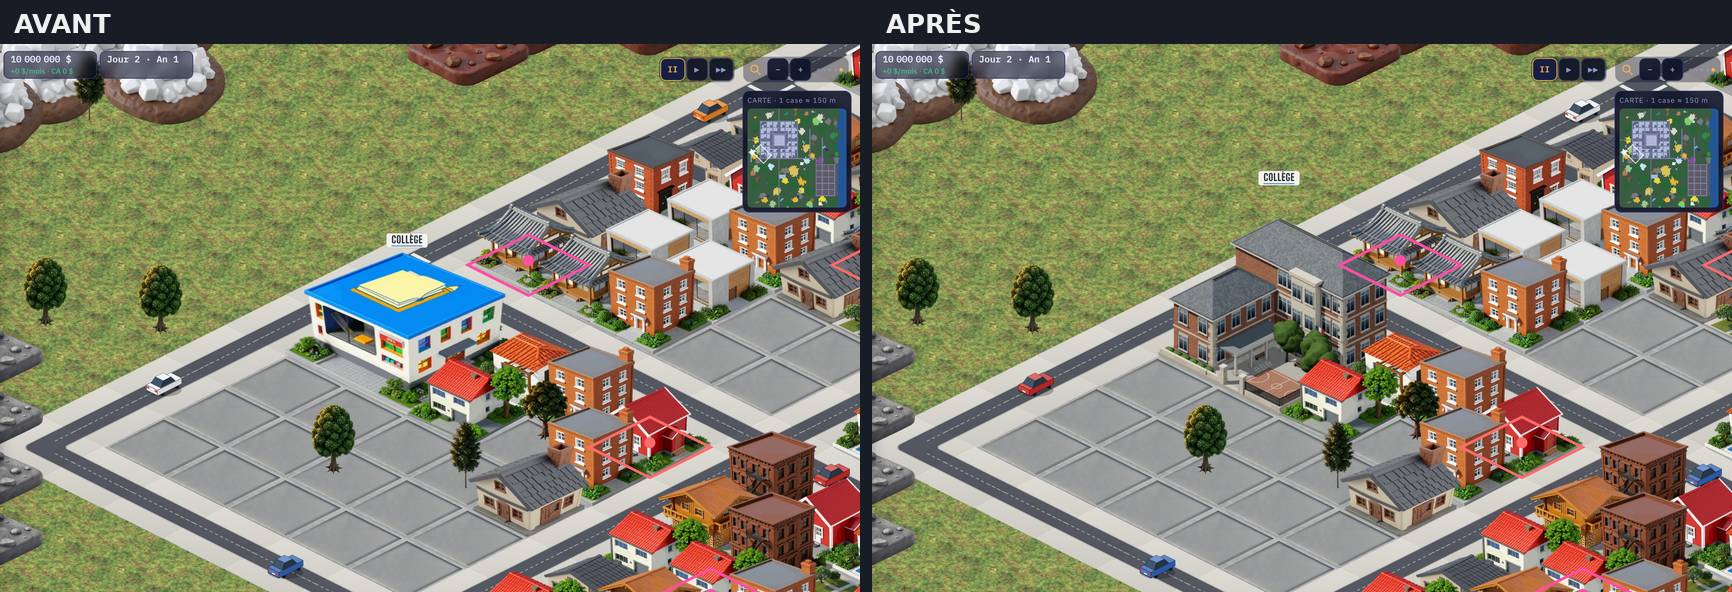 AVANT
10 000 000 $
+0 $/mois · CA 0 $
Jour 2 · An 1
CARTE · 1 case ≈ 150 m
COLLÈGE
APRÈS
10 000 000 $
+0 $/mois · CA 0 $
Jour 2 · An 1
CARTE · 1 case ≈ 150 m
COLLÈGE